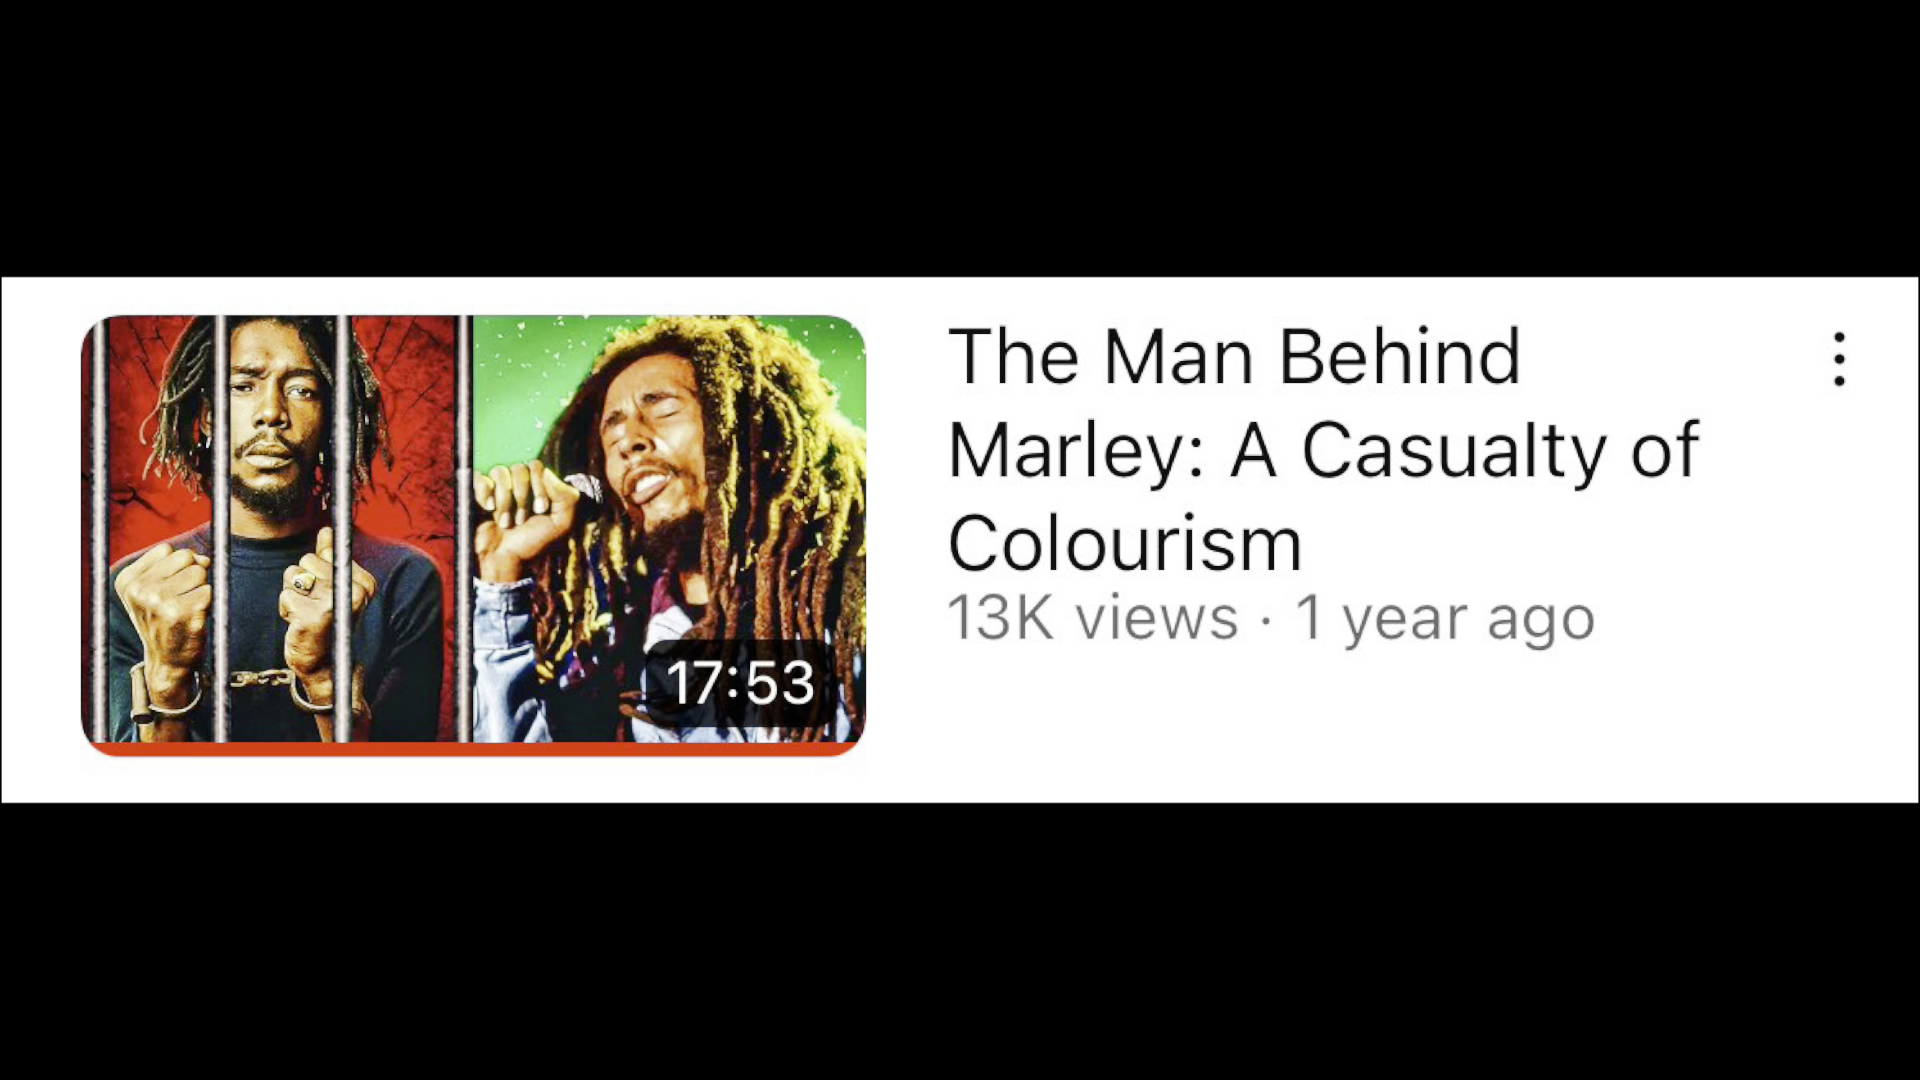 17:53
The Man Behind
Marley: A Casualty of
Colourism
13K views · 1 year ago